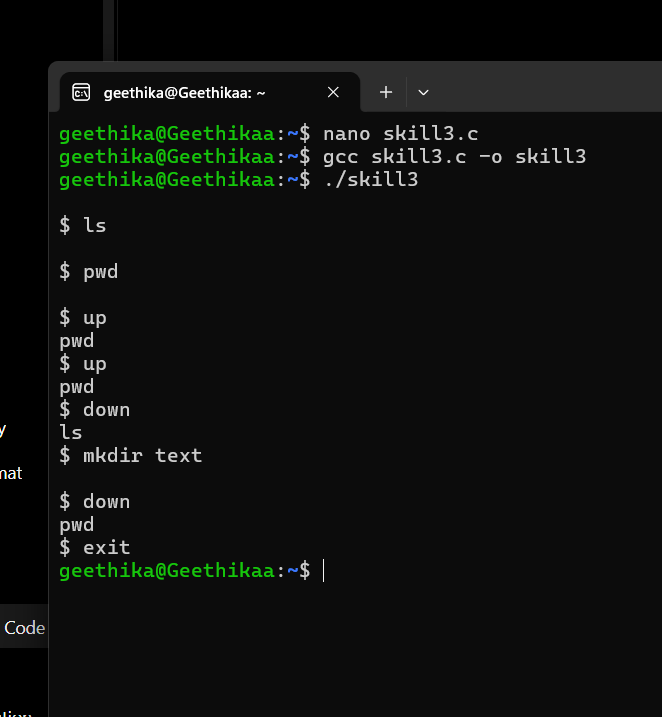 geethika@Geethikaa: ~
geethika@Geethikaa:~$ nano skill3.c
geethika@Geethikaa:~$ gcc skill3.c -o skill3
geethika@Geethikaa:~$ ./skill3
$ ls
$ pwd
$ up
pwd
$ up
pwd
$ down
ls
$ mkdir text
$ down
pwd
$ exit
geethika@Geethikaa:~$
Code